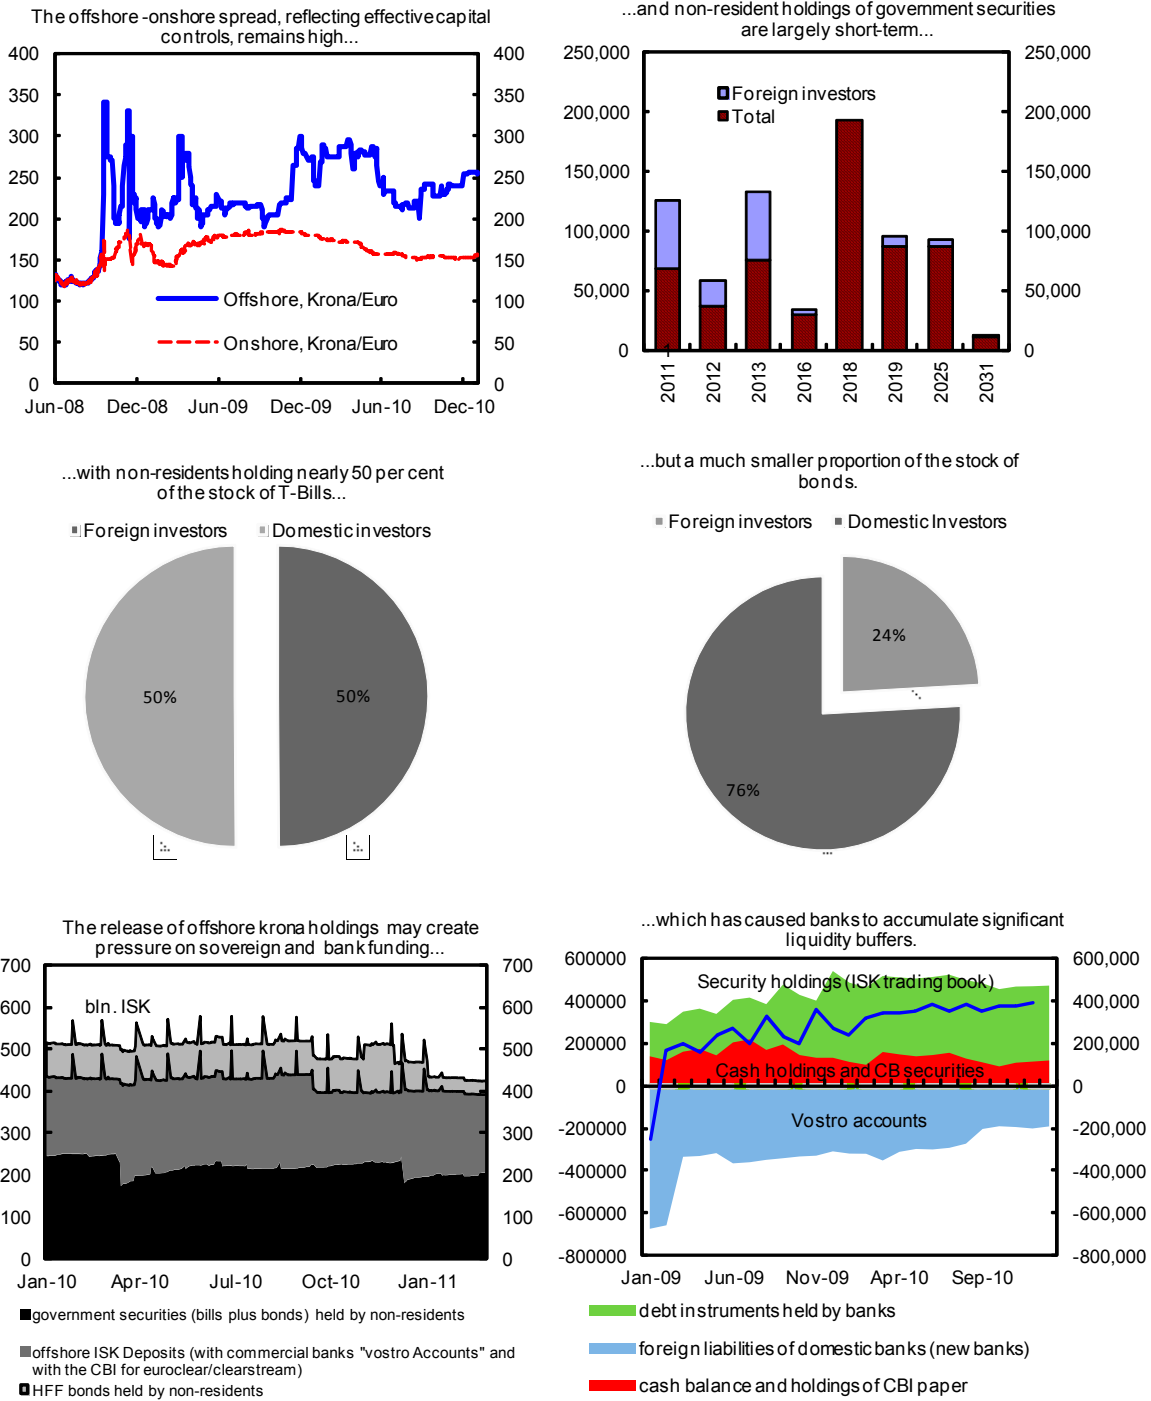 The offshore-onshore spread, reflecting effective capital
controls, remains high...
400 400
350 350
300 300
250 250
200 200
150 150
100 100
50 50
0 0
Offshore, Krona/Euro
Onshore, Krona/Euro
Jun-08 Dec-08 Jun-09 Dec-09 Jun-10 Dec-10
...and non-resident holdings of government securities
are largely short-term...
250,000 250,000
200,000 200,000
150,000 150,000
100,000 100,000
50,000 50,000
0 0
Foreign investors
Total
2011 2012 2013 2016 2018 2019 2025 2031
...with non-residents holding nearly 50 per cent
of the stock of T-Bills...
Foreign investors Domestic investors
50% 50%
...but a much smaller proportion of the stock of
bonds.
Foreign investors Domestic Investors
24%
76%
The release of offshore krona holdings may create
pressure on sovereign and bank funding...
700 700
600 600
500 500
400 400
300 300
200 200
100 100
0 0
bln. ISK
Jan-10 Apr-10 Jul-10 Oct-10 Jan-11
government securities (bills plus bonds) held by non-residents
offshore ISK Deposits (with commercial banks "vostro Accounts" and
with the CBI for euroclear/clearstream)
HFF bonds held by non-residents
...which has caused banks to accumulate significant
liquidity buffers.
600000 600,000
400000 400,000
200000 200,000
0 0
-200000 -200,000
-400000 -400,000
-600000 -600,000
-800000 -800,000
Security holdings (ISK trading book)
Cash holdings and CB securities
Vostro accounts
Jan-09 Jun-09 Nov-09 Apr-10 Sep-10
debt instruments held by banks
foreign liabilities of domestic banks (new banks)
cash balance and holdings of CBI paper